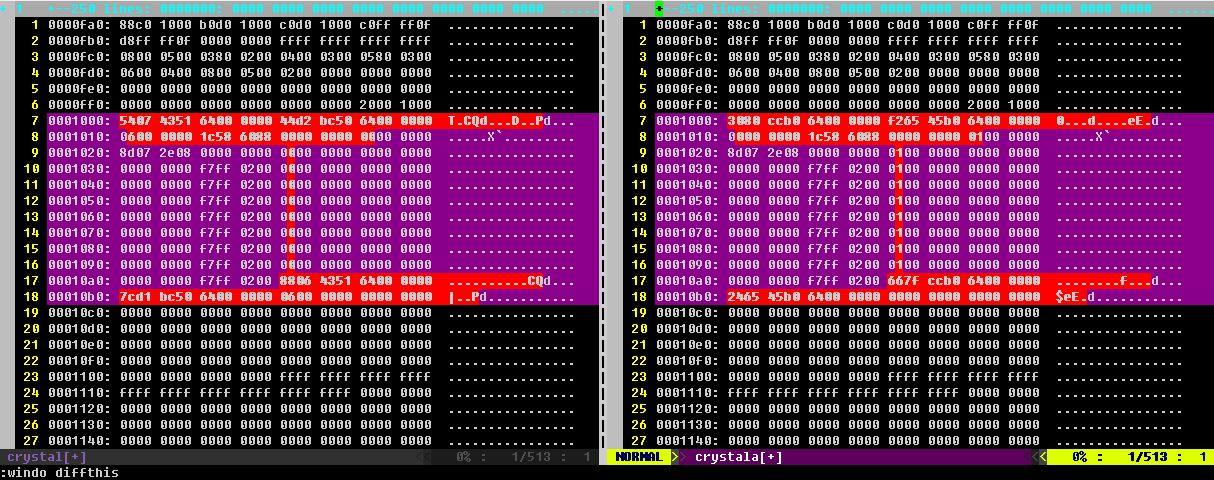 + 1 +--250 lines: 0000000: 0000 0000 0000 0000 0000 0000 0000 0000 .....
1 0000fa0: 88c0 1000 b0d0 1000 c0d0 1000 c0ff ff0f ................
2 0000fb0: d8ff ff0f 0000 0000 ffff ffff ffff ffff ................
3 0000fc0: 0800 0500 0380 0200 0400 0300 0580 0300 ................
4 0000fd0: 0600 0400 0800 0500 0200 0000 0000 0000 ................
5 0000fe0: 0000 0000 0000 0000 0000 0000 0000 0000 ................
6 0000ff0: 0000 0000 0000 0000 0000 0000 2000 1000 ................
7 0001000: 5407 4351 6400 0000 44d2 bc50 6400 0000 T.CQd...D..Pd...
8 0001010: 0600 0000 1c58 6088 0000 0000 0000 0000 .....X`.........
9 0001020: 8d07 2e08 0000 0000 0000 0000 0000 0000 ................
10 0001030: 0000 0000 f7ff 0200 0000 0000 0000 0000 ................
11 0001040: 0000 0000 f7ff 0200 0000 0000 0000 0000 ................
12 0001050: 0000 0000 f7ff 0200 0000 0000 0000 0000 ................
13 0001060: 0000 0000 f7ff 0200 0000 0000 0000 0000 ................
14 0001070: 0000 0000 f7ff 0200 0000 0000 0000 0000 ................
15 0001080: 0000 0000 f7ff 0200 0000 0000 0000 0000 ................
16 0001090: 0000 0000 f7ff 0200 0000 0000 0000 0000 ................
17 00010a0: 0000 0000 f7ff 0200 8806 4351 6400 0000 ..........CQd...
18 00010b0: 7cd1 bc50 6400 0000 0600 0000 0000 0000 |..Pd...........
19 00010c0: 0000 0000 0000 0000 0000 0000 0000 0000 ................
20 00010d0: 0000 0000 0000 0000 0000 0000 0000 0000 ................
21 00010e0: 0000 0000 0000 0000 0000 0000 0000 0000 ................
22 00010f0: 0000 0000 0000 0000 0000 0000 0000 0000 ................
23 0001100: 0000 0000 0000 0000 ffff ffff ffff ffff ................
24 0001110: ffff ffff ffff ffff ffff ffff 0000 0000 ................
25 0001120: 0000 0000 0000 0000 0000 0000 0000 0000 ................
26 0001130: 0000 0000 0000 0000 0000 0000 0000 0000 ................
27 0001140: 0000 0000 0000 0000 0000 0000 0000 0000 ................
crystal[+] 0% : 1/513 : 1
+ 1 +--250 lines: 0000000: 0000 0000 0000 0000 0000 0000 0000 0000 .....
1 0000fa0: 88c0 1000 b0d0 1000 c0d0 1000 c0ff ff0f ................
2 0000fb0: d8ff ff0f 0000 0000 ffff ffff ffff ffff ................
3 0000fc0: 0800 0500 0380 0200 0400 0300 0580 0300 ................
4 0000fd0: 0600 0400 0800 0500 0200 0000 0000 0000 ................
5 0000fe0: 0000 0000 0000 0000 0000 0000 0000 0000 ................
6 0000ff0: 0000 0000 0000 0000 0000 0000 2000 1000 ................
7 0001000: 3080 ccb0 6400 0000 f265 45b0 6400 0000 0...d....eE.d...
8 0001010: 0000 0000 1c58 6088 0000 0000 0100 0000 .....X`.........
9 0001020: 8d07 2e08 0000 0000 0100 0000 0000 0000 ................
10 0001030: 0000 0000 f7ff 0200 0100 0000 0000 0000 ................
11 0001040: 0000 0000 f7ff 0200 0100 0000 0000 0000 ................
12 0001050: 0000 0000 f7ff 0200 0100 0000 0000 0000 ................
13 0001060: 0000 0000 f7ff 0200 0100 0000 0000 0000 ................
14 0001070: 0000 0000 f7ff 0200 0100 0000 0000 0000 ................
15 0001080: 0000 0000 f7ff 0200 0100 0000 0000 0000 ................
16 0001090: 0000 0000 f7ff 0200 0100 0000 0000 0000 ................
17 00010a0: 0000 0000 f7ff 0200 667f ccb0 6400 0000 ........f...d...
18 00010b0: 2465 45b0 6400 0000 0000 0000 0000 0000 $eE.d...........
19 00010c0: 0000 0000 0000 0000 0000 0000 0000 0000 ................
20 00010d0: 0000 0000 0000 0000 0000 0000 0000 0000 ................
21 00010e0: 0000 0000 0000 0000 0000 0000 0000 0000 ................
22 00010f0: 0000 0000 0000 0000 0000 0000 0000 0000 ................
23 0001100: 0000 0000 0000 0000 ffff ffff ffff ffff ................
24 0001110: ffff ffff ffff ffff ffff ffff 0000 0000 ................
25 0001120: 0000 0000 0000 0000 0000 0000 0000 0000 ................
26 0001130: 0000 0000 0000 0000 0000 0000 0000 0000 ................
27 0001140: 0000 0000 0000 0000 0000 0000 0000 0000 ................
NORMAL crystala[+] 0% : 1/513 : 1
:windo diffthis